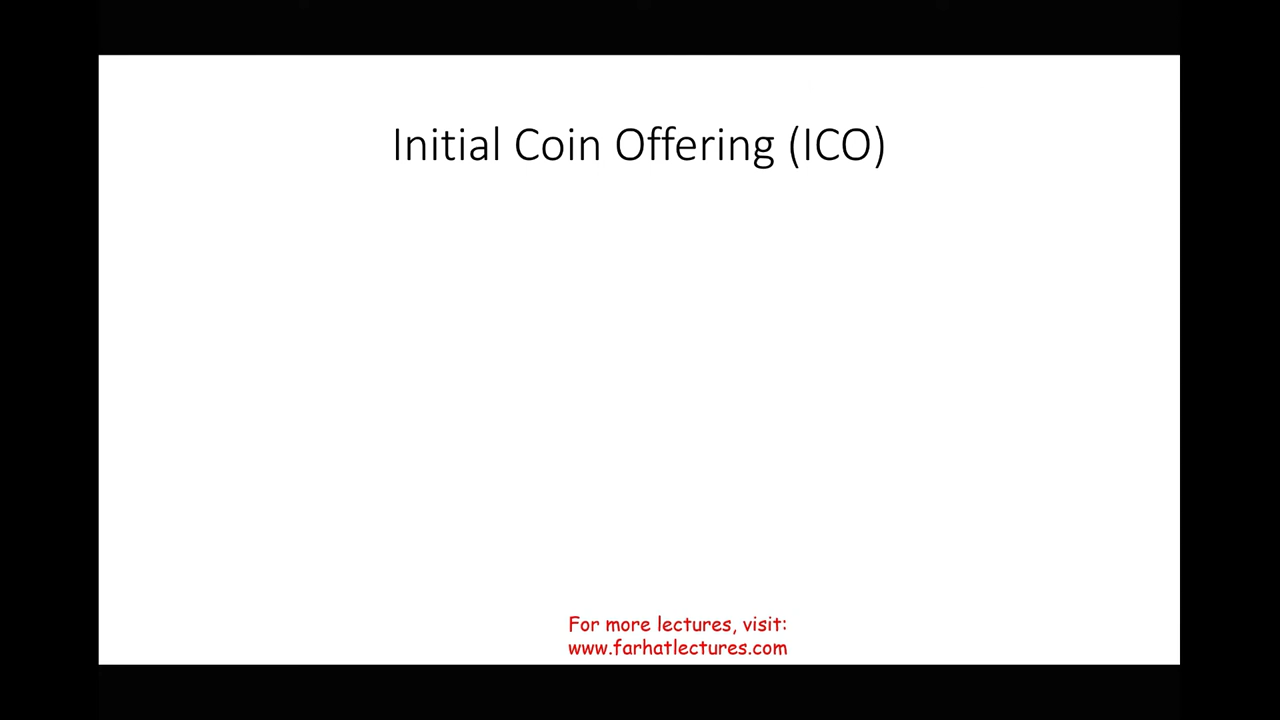 Initial Coin Offering (ICO)
For more lectures, visit:
www.farhatlectures.com